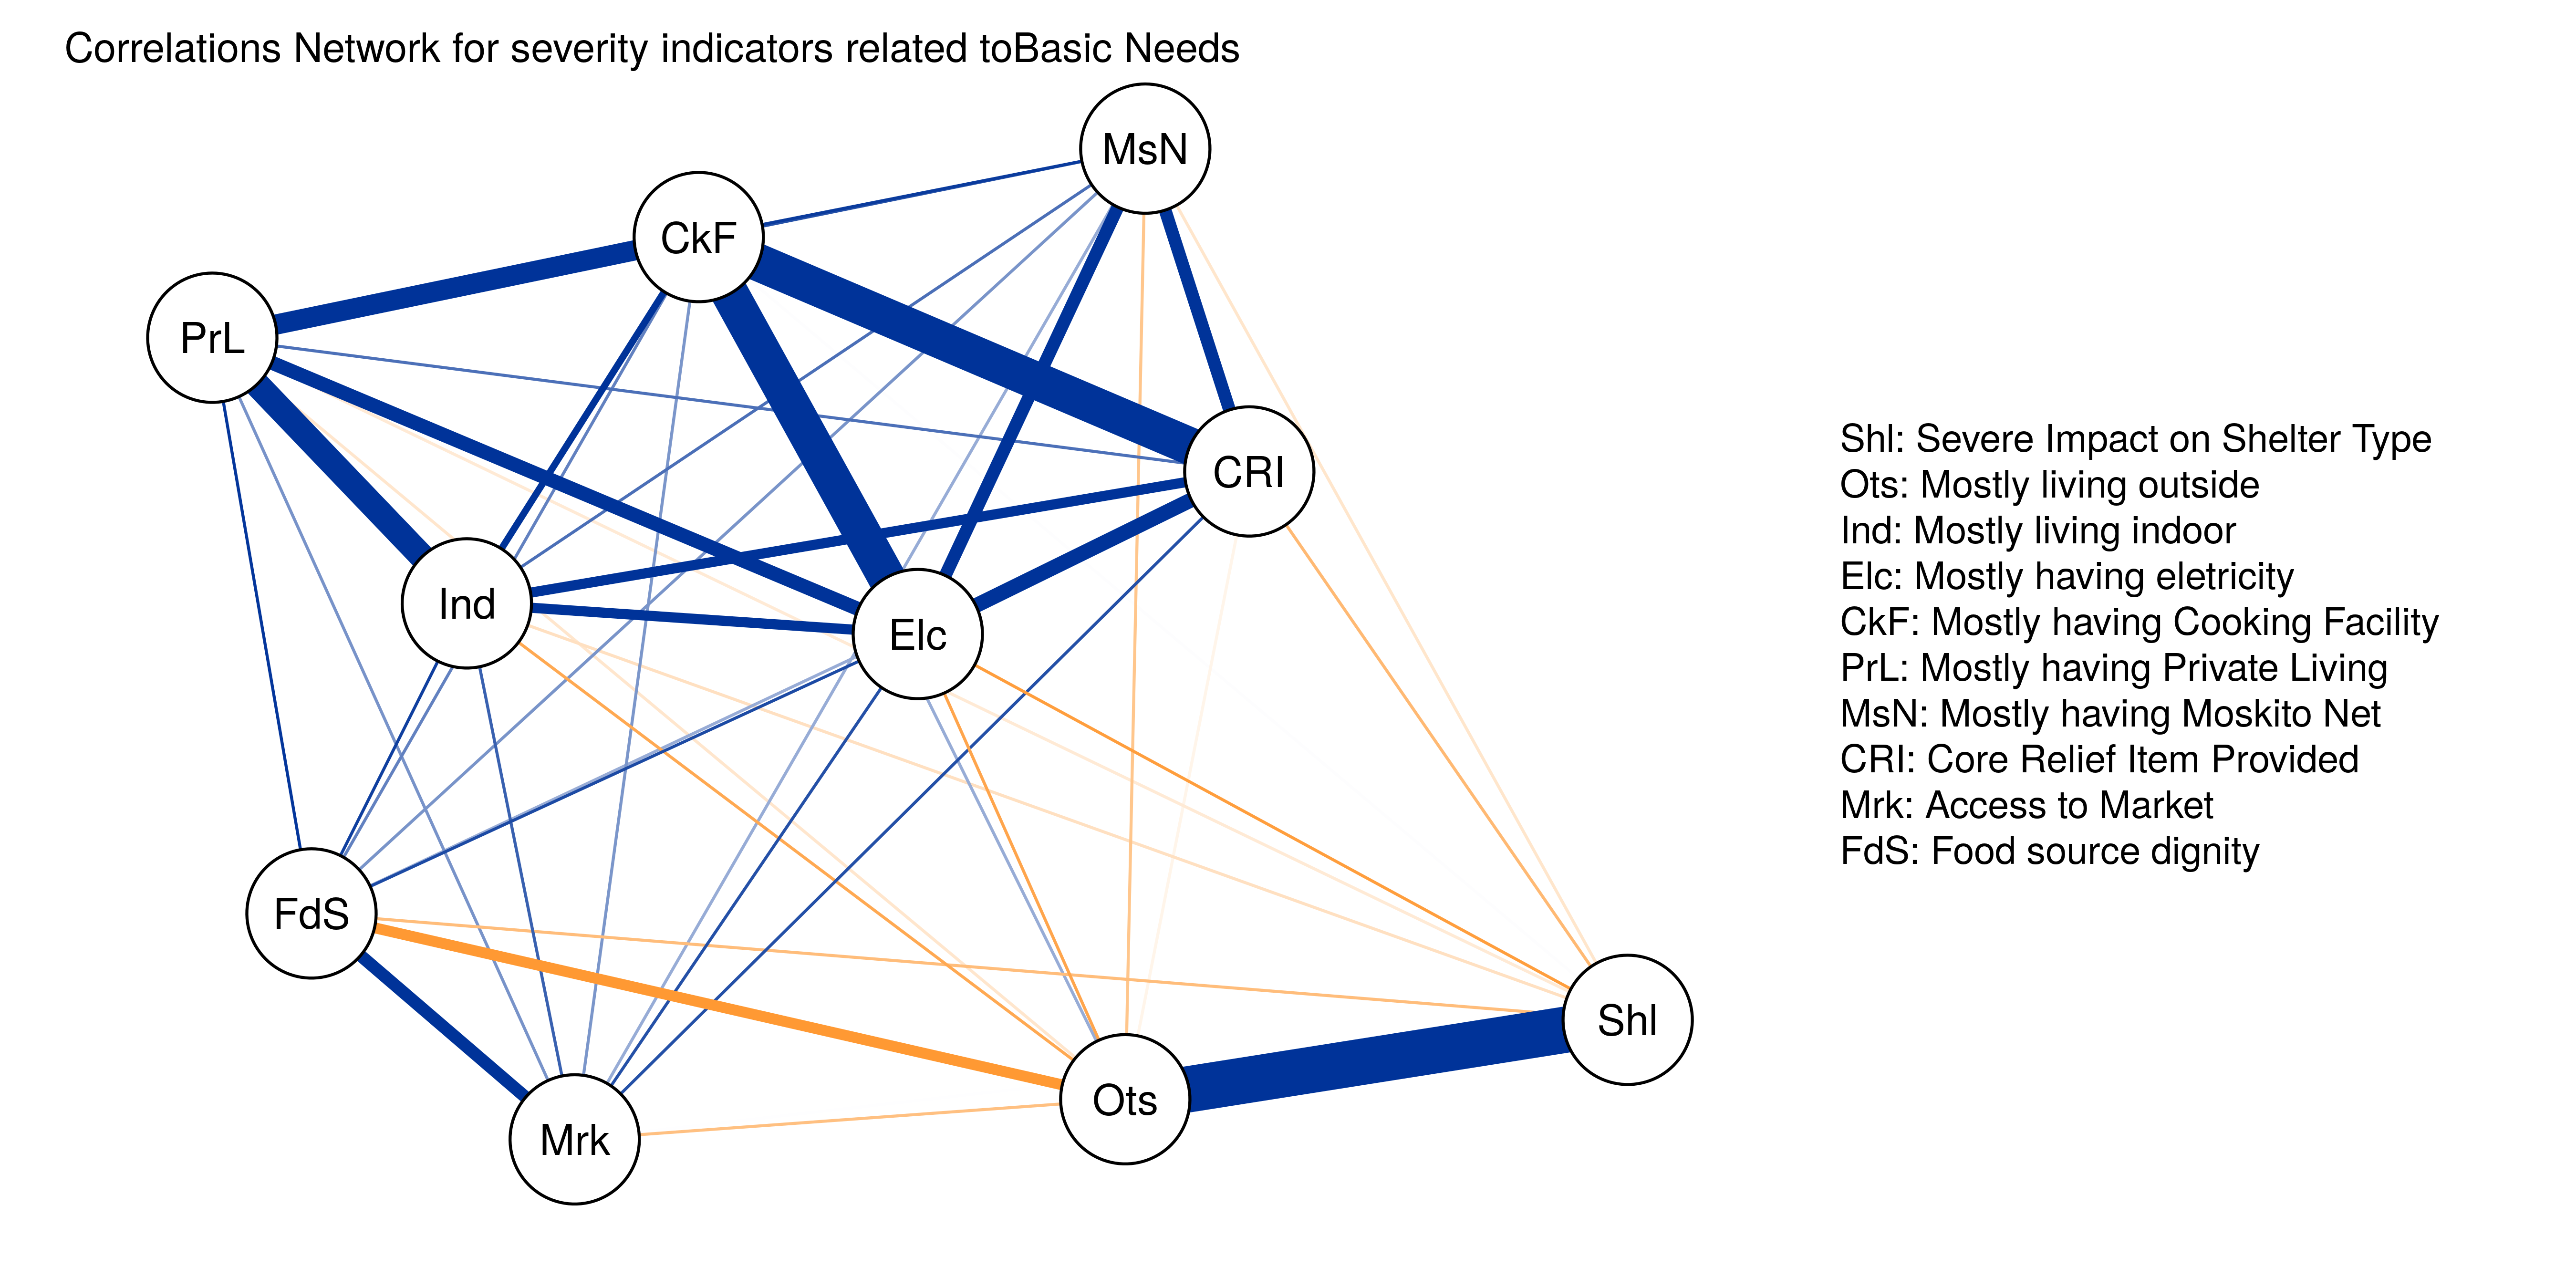 Correlations Network for severity indicators related toBasic Needs
MsN
CkF
PrL
CRI
Ind
Elc
FdS
Shl
Ots
Mrk
Shl: Severe Impact on Shelter Type
Ots: Mostly living outside
Ind: Mostly living indoor
Elc: Mostly having eletricity
CkF: Mostly having Cooking Facility
PrL: Mostly having Private Living
MsN: Mostly having Moskito Net
CRI: Core Relief Item Provided
Mrk: Access to Market
FdS: Food source dignity